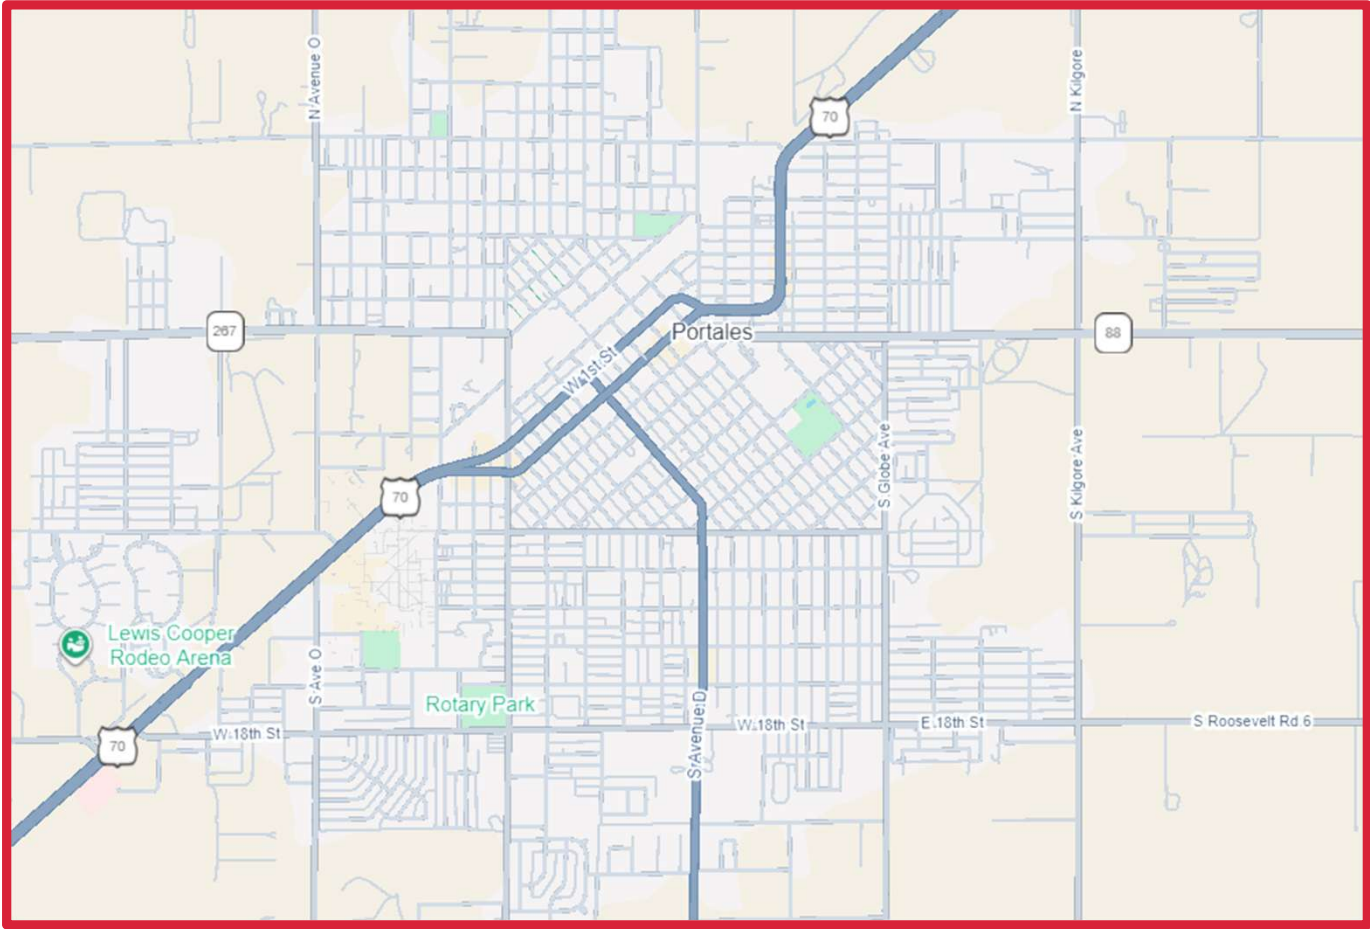 N Avenue O
N Kilgore
70
267
Portales
88
W 1st St
S Globe Ave
S Kilgore Ave
70
Lewis Cooper
Rodeo Arena
S Ave O
Rotary Park
S Avenue D
W 18th St
W 18th St
E 18th St
S Roosevelt Rd 6
70